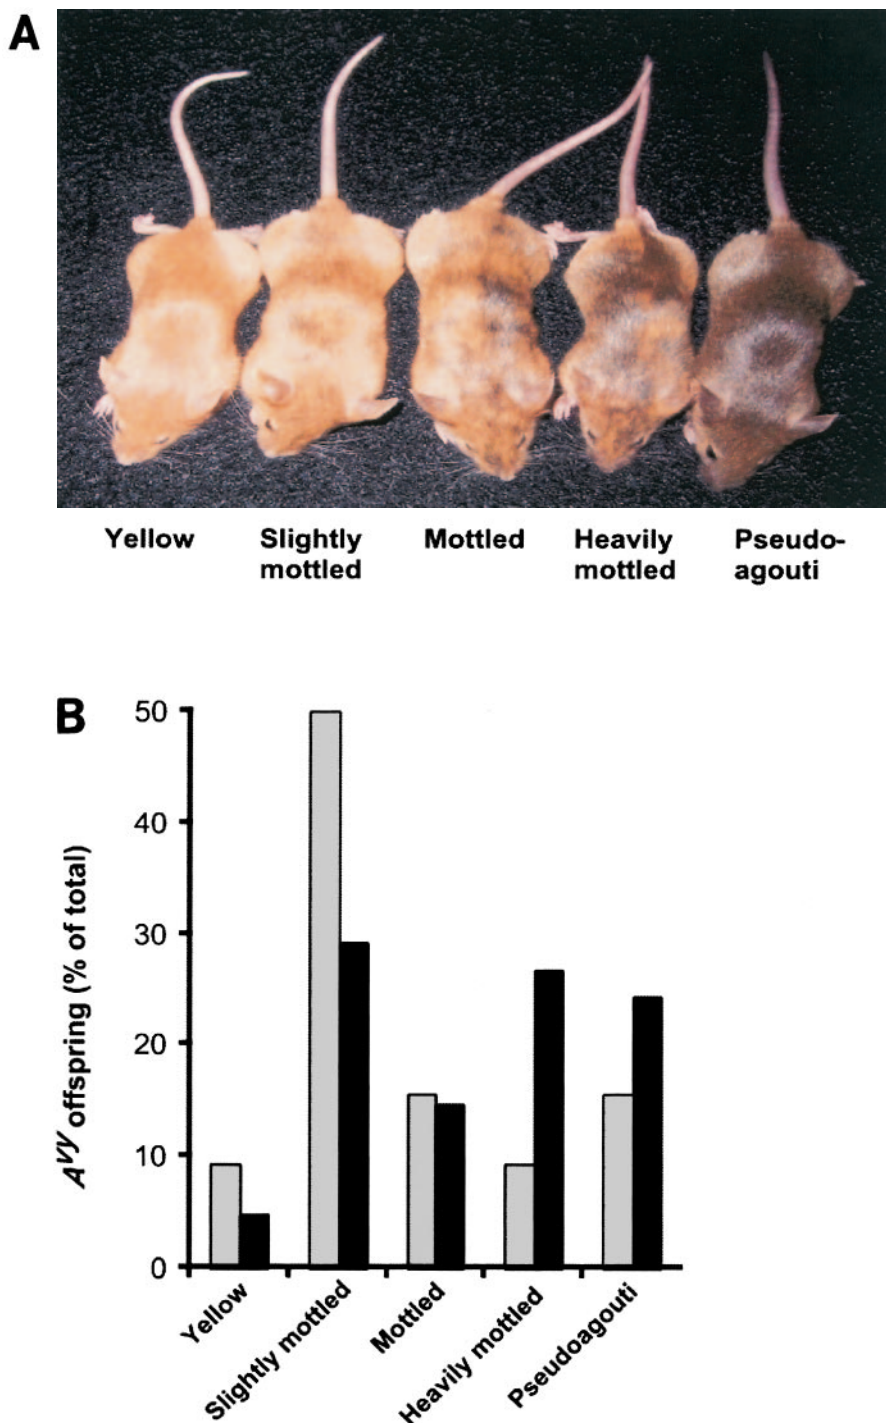 A
Yellow Slightly mottled Mottled Heavily mottled Pseudo-agouti
B
50
40
30
20
10
0
A^vy offspring (% of total)
Yellow
Slightly mottled
Mottled
Heavily mottled
Pseudoagouti